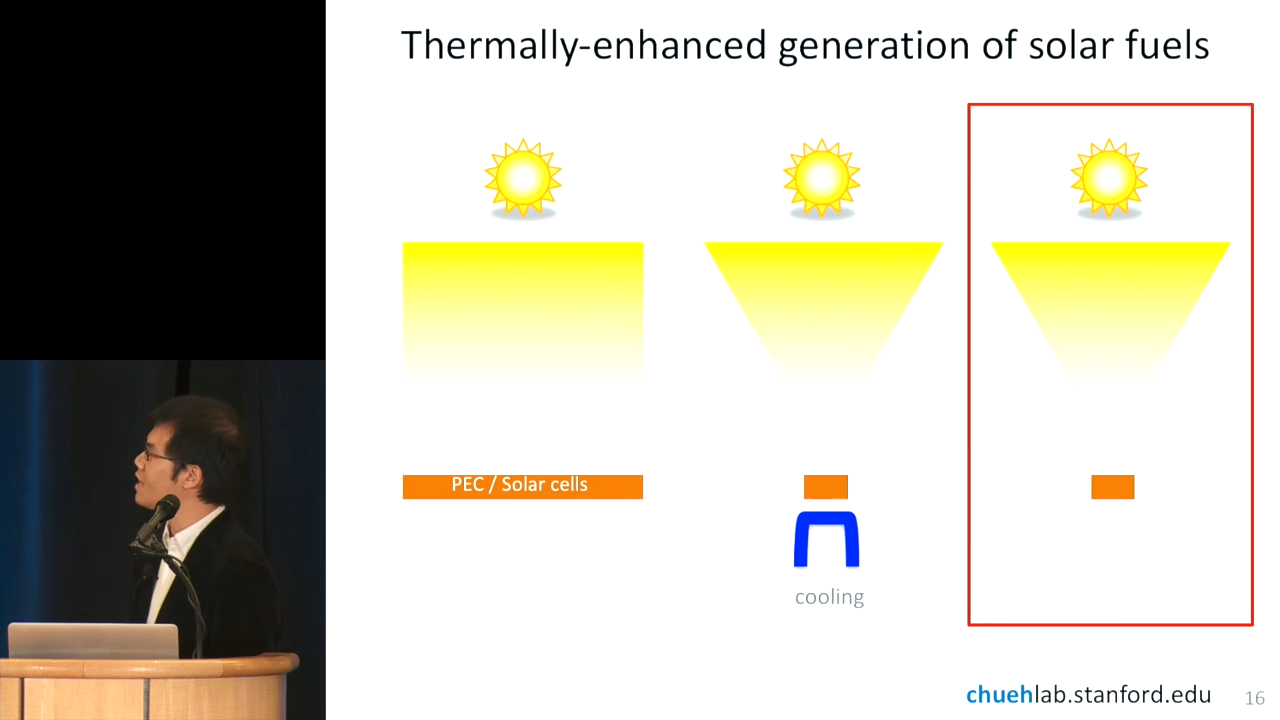 Thermally-enhanced generation of solar fuels
PEC / Solar cells
cooling
chuehlab.stanford.edu
16